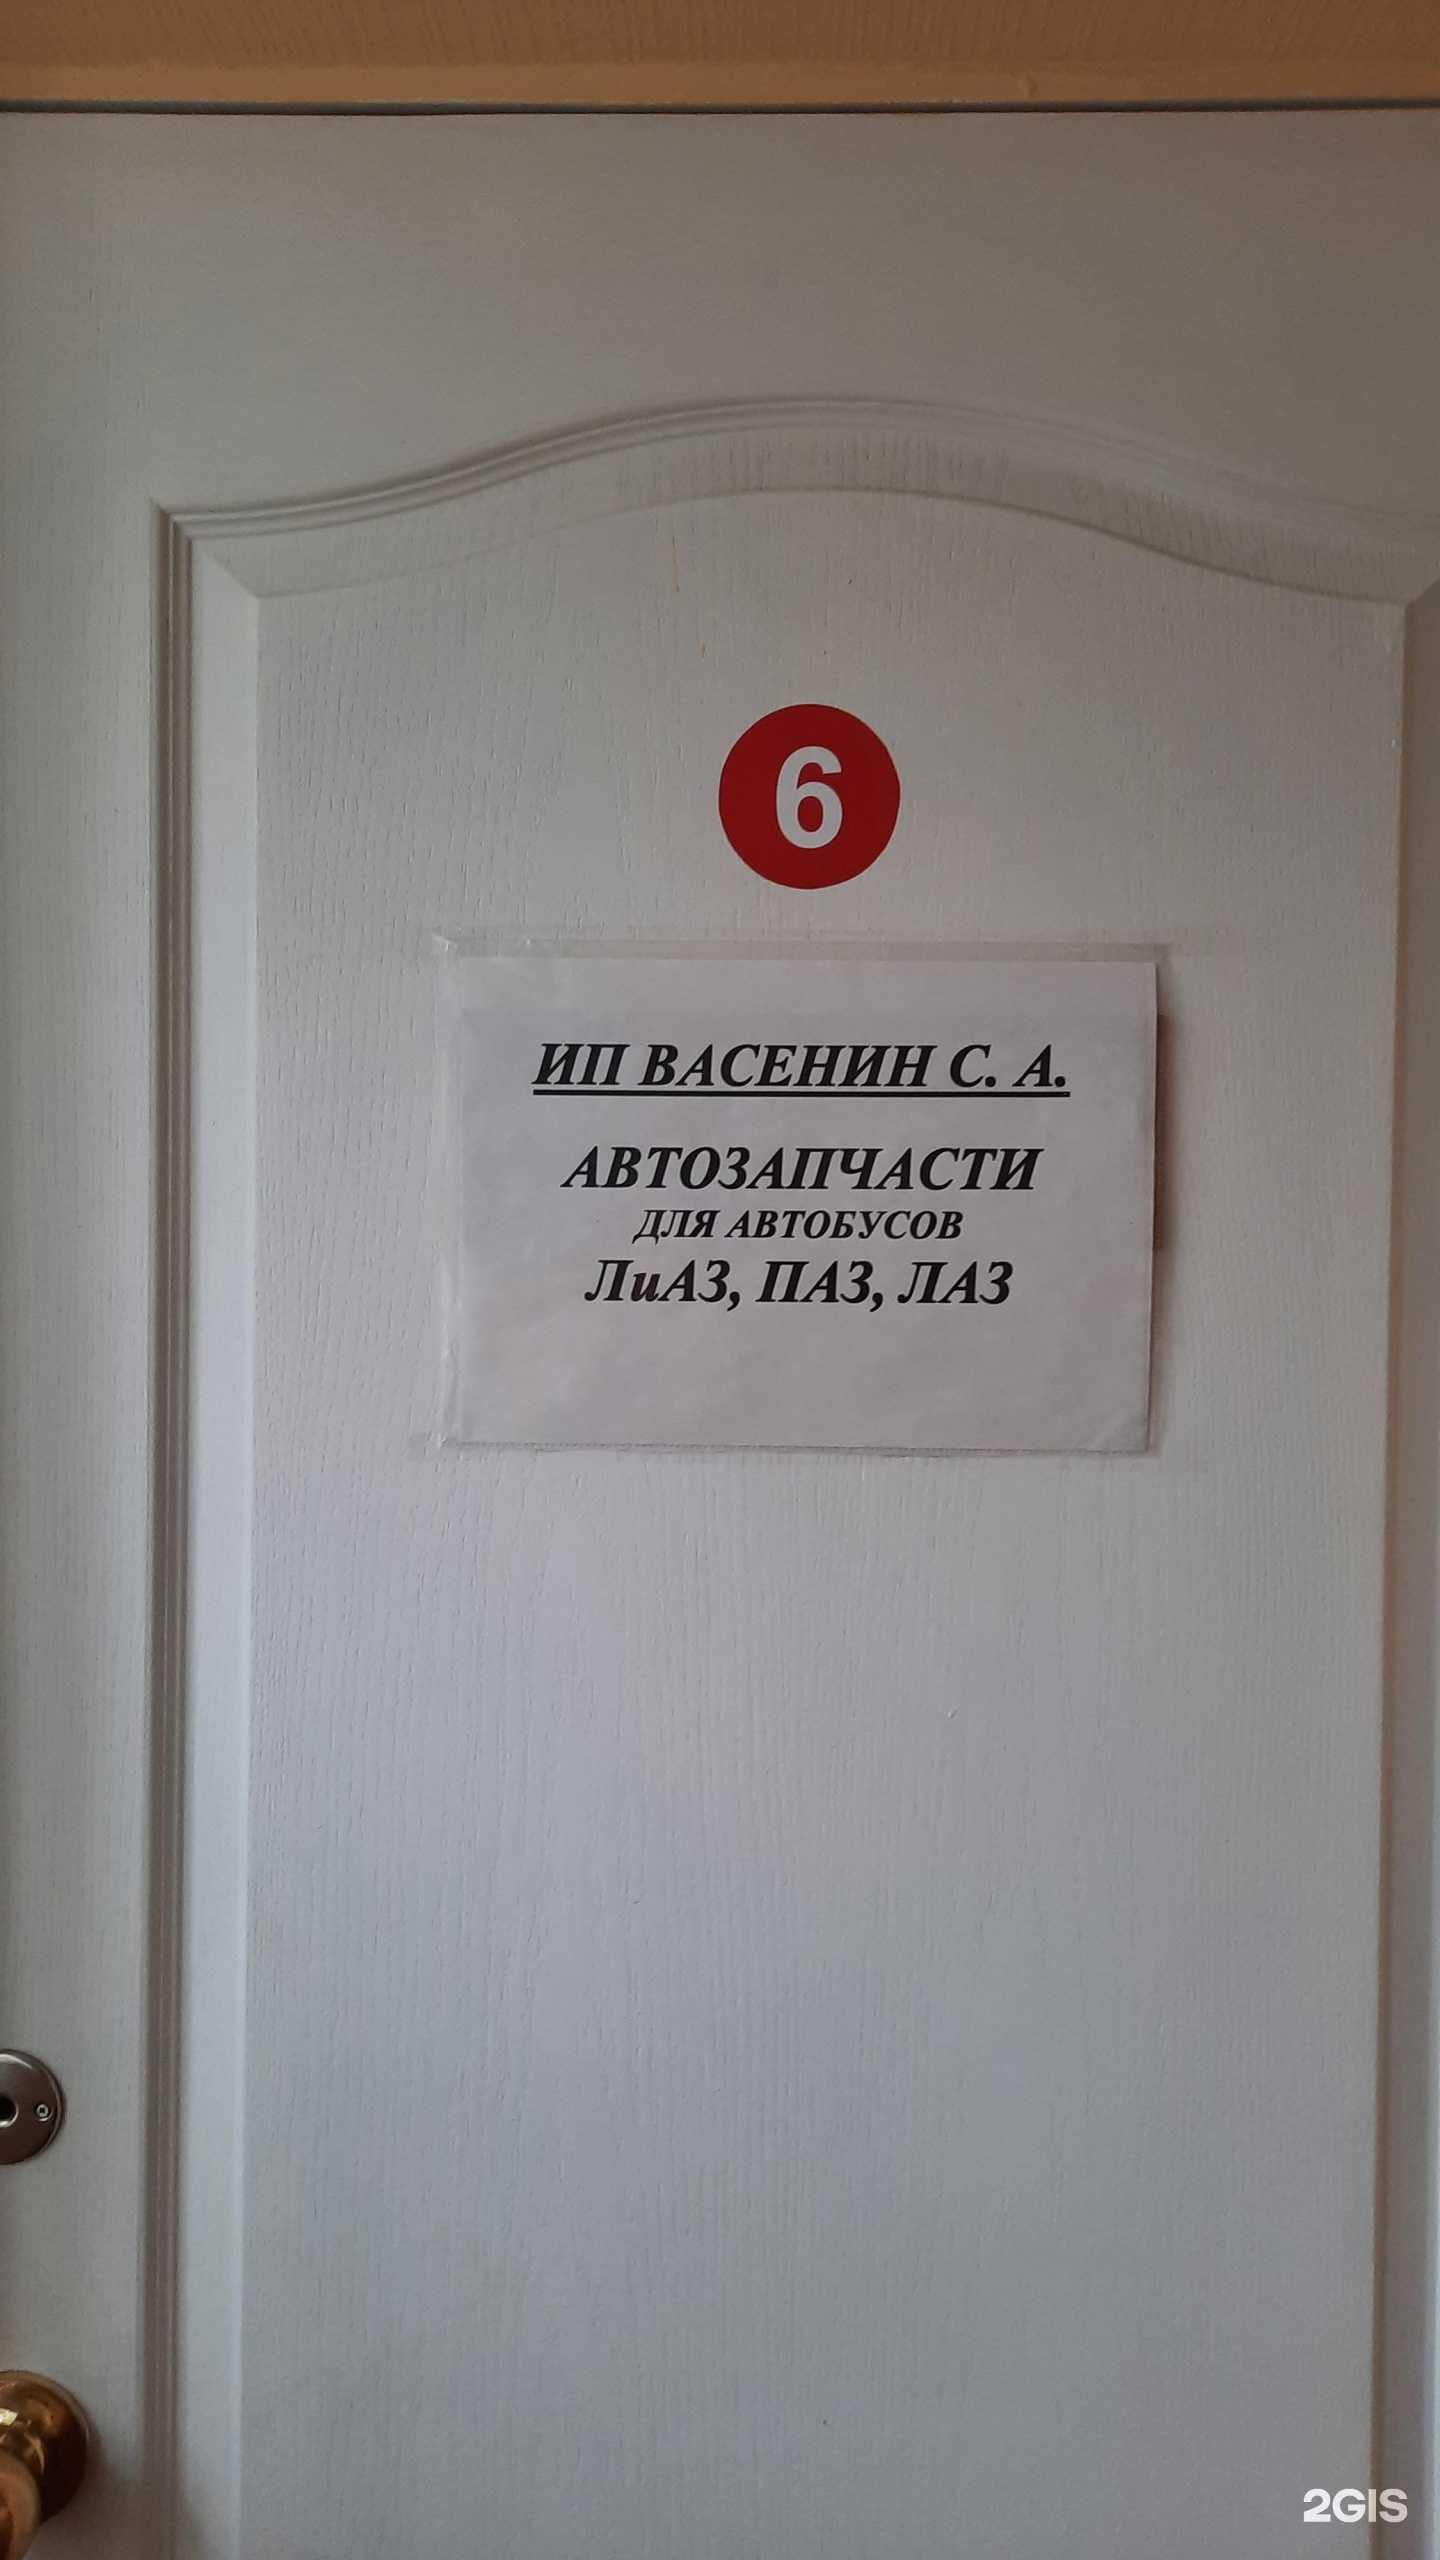 6
ИП ВАСЕНИН С. А.
АВТОЗАПЧАСТИ
ДЛЯ АВТОБУСОВ
ЛиАЗ, ПАЗ, ЛАЗ
2GIS